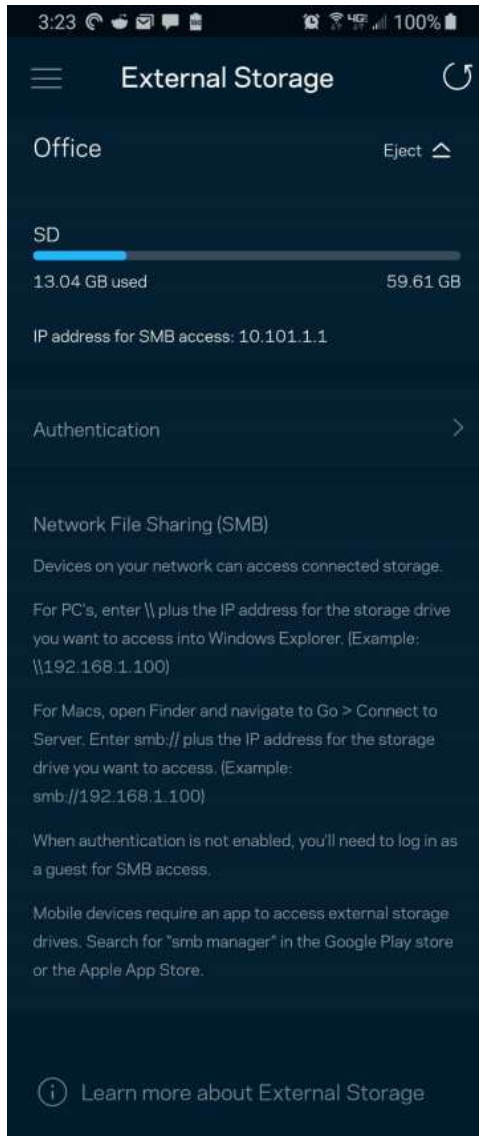 3:23 4GE 100%
External Storage
Office Eject
SD
13.04 GB used 59.61 GB
IP address for SMB access: 10.101.1.1
Authentication
Network File Sharing (SMB)
Devices on your network can access connected storage.
For PC's, enter \\ plus the IP address for the storage drive
you want to access into Windows Explorer. (Example:
\\192.168.1.100)
For Macs, open Finder and navigate to Go > Connect to
Server. Enter smb:// plus the IP address for the storage
drive you want to access. (Example:
smb://192.168.1.100)
When authentication is not enabled, you'll need to log in as
a guest for SMB access.
Mobile devices require an app to access external storage
drives. Search for "smb manager" in the Google Play store
or the Apple App Store.
Learn more about External Storage